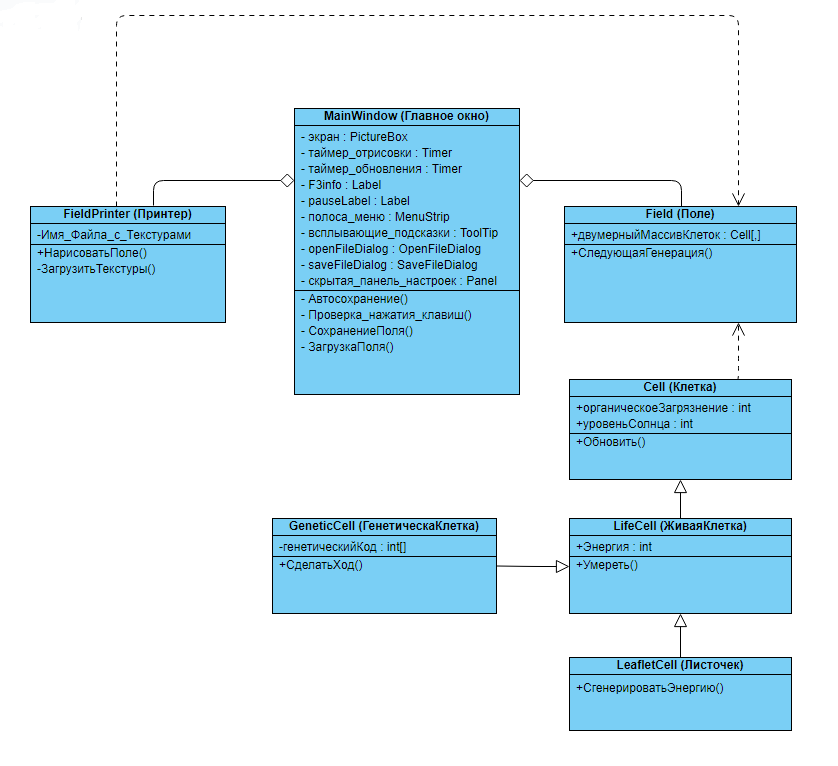 MainWindow (Главное окно)
- экран : PictureBox
- таймер_отрисовки : Timer
- таймер_обновления : Timer
- F3info : Label
- pauseLabel : Label
- полоса_меню : MenuStrip
- всплывающие_подсказки : ToolTip
- openFileDialog : OpenFileDialog
- saveFileDialog : SaveFileDialog
- скрытая_панель_настроек : Panel
- Автосохранение()
- Проверка_нажатия_клавиш()
- СохранениеПоля()
- ЗагрузкаПоля()
FieldPrinter (Принтер)
-Имя_Файла_с_Текстурами
+НарисоватьПоле()
-ЗагрузитьТекстуры()
Field (Поле)
+двумерныйМассивКлеток : Cell[,]
+СледующаяГенерация()
Cell (Клетка)
+органическоеЗагрязнение : int
+уровеньСолнца : int
+Обновить()
GeneticCell (ГенетическаКлетка)
-генетическийКод : int[]
+СделатьХод()
LifeCell (ЖиваяКлетка)
+Энергия : int
+Умереть()
LeafletCell (Листочек)
+СгенерироватьЭнергию()